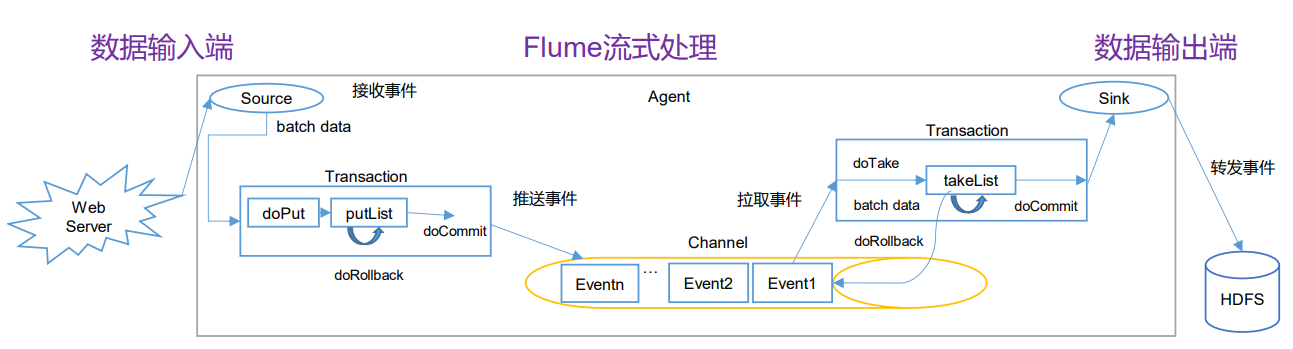 数据输入端
Flume流式处理
数据输出端
Source
接收事件
Agent
Sink
batch data
Transaction
doTake
takeList
batch data
doCommit
doRollback
转发事件
Web
Server
Transaction
doPut
putList
doCommit
doRollback
推送事件
拉取事件
Channel
Eventn
...
Event2
Event1
HDFS